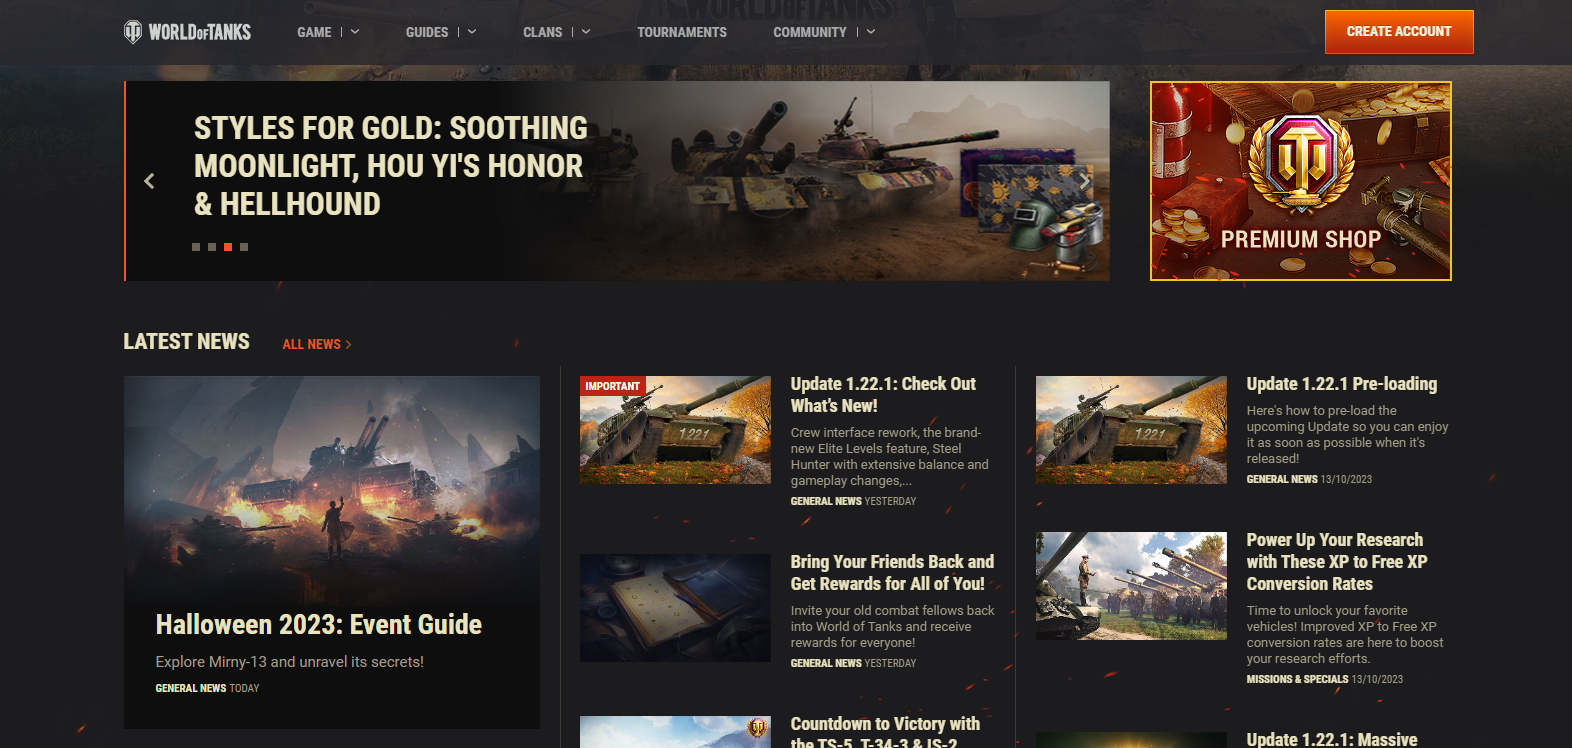 WORLD OF TANKS
GAME
GUIDES
CLANS
TOURNAMENTS
COMMUNITY
CREATE ACCOUNT
STYLES FOR GOLD: SOOTHING
MOONLIGHT, HOU YI'S HONOR
& HELLHOUND
PREMIUM SHOP
LATEST NEWS
ALL NEWS
Halloween 2023: Event Guide
Explore Mirny-13 and unravel its secrets!
GENERAL NEWS TODAY
IMPORTANT
1.22.1
Update 1.22.1: Check Out
What's New!
Crew interface rework, the brand-
new Elite Levels feature, Steel
Hunter with extensive balance and
gameplay changes,...
GENERAL NEWS YESTERDAY
Bring Your Friends Back and
Get Rewards for All of You!
Invite your old combat fellows back
into World of Tanks and receive
rewards for everyone!
GENERAL NEWS YESTERDAY
Countdown to Victory with
the TS-5, T-34-3 & IS-2
1.22.1
Update 1.22.1 Pre-loading
Here's how to pre-load the
upcoming Update so you can enjoy
it as soon as possible when it's
released!
GENERAL NEWS 13/10/2023
Power Up Your Research
with These XP to Free XP
Conversion Rates
Time to unlock your favorite
vehicles! Improved XP to Free XP
conversion rates are here to boost
your research efforts.
MISSIONS & SPECIALS 13/10/2023
Update 1.22.1: Massive